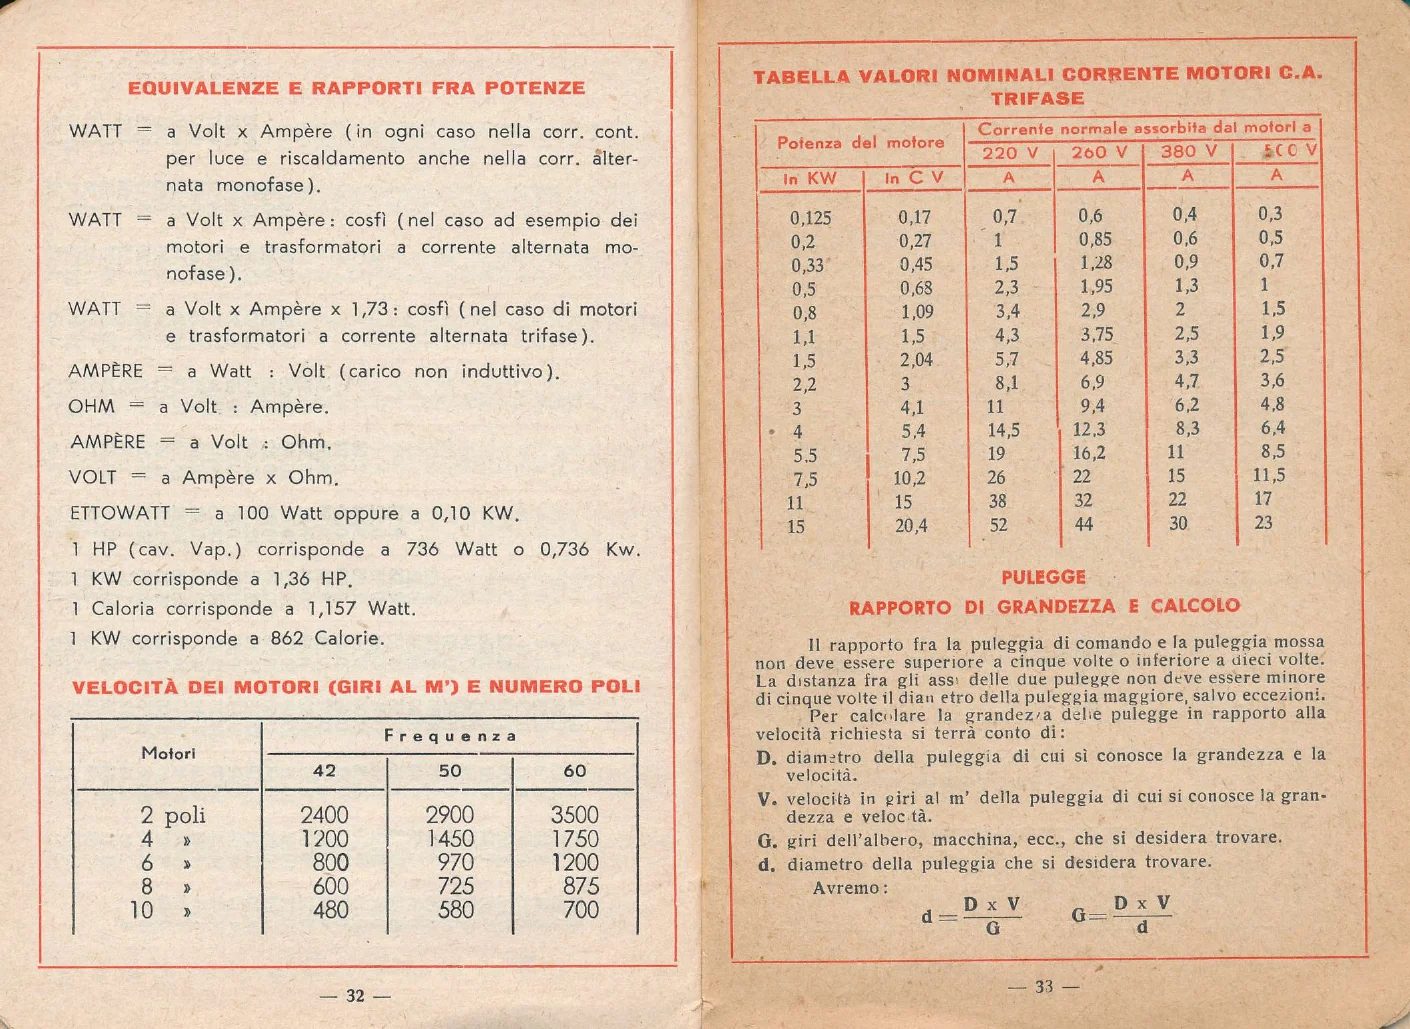 EQUIVALENZE E RAPPORTI FRA POTENZE
WATT = a Volt x Ampère (in ogni caso nella corr. cont.
per luce e riscaldamento anche nella corr. alter-
nata monofase).
WATT = a Volt x Ampère : cosfì (nel caso ad esempio dei
motori e trasformatori a corrente alternata mo-
nofase).
WATT = a Volt x Ampère x 1,73 : cosfì (nel caso di motori
e trasformatori a corrente alternata trifase).
AMPÈRE = a Watt : Volt (carico non induttivo).
OHM = a Volt : Ampère.
AMPÈRE = a Volt : Ohm.
VOLT = a Ampère x Ohm.
ETTOWATT = a 100 Watt oppure a 0,10 KW.
1 HP (cav. Vap.) corrisponde a 736 Watt o 0,736 Kw.
1 KW corrisponde a 1,36 HP.
1 Caloria corrisponde a 1,157 Watt.
1 KW corrisponde a 862 Calorie.
VELOCITÀ DEI MOTORI (GIRI AL M') E NUMERO POLI
Motori Frequenza
42 50 60
2 poli 2400 2900 3500
4 » 1200 1450 1750
6 » 800 970 1200
8 » 600 725 875
10 » 480 580 700
— 32 —
TABELLA VALORI NOMINALI CORRENTE MOTORI C.A.
TRIFASE
Potenza del motore Corrente normale assorbita dai motori a
220 V 260 V 380 V 500 V
In KW In C V A A A A
0,125 0,17 0,7 0,6 0,4 0,3
0,2 0,27 1 0,85 0,6 0,5
0,33 0,45 1,5 1,28 0,9 0,7
0,5 0,68 2,3 1,95 1,3 1
0,8 1,09 3,4 2,9 2 1,5
1,1 1,5 4,3 3,75 2,5 1,9
1,5 2,04 5,7 4,85 3,3 2,5
2,2 3 8,1 6,9 4,7 3,6
3 4,1 11 9,4 6,2 4,8
4 5,4 14,5 12,3 8,3 6,4
5,5 7,5 19 16,2 11 8,5
7,5 10,2 26 22 15 11,5
11 15 38 32 22 17
15 20,4 52 44 30 23
PULEGGE
RAPPORTO DI GRANDEZZA E CALCOLO
Il rapporto fra la puleggia di comando e la puleggia mossa
non deve essere superiore a cinque volte o inferiore a dieci volte.
La distanza fra gli assi delle due pulegge non deve essere minore
di cinque volte il diametro della puleggia maggiore, salvo eccezioni.
Per calcolare la grandezza delle pulegge in rapporto alla
velocità richiesta si terrà conto di :
D. diametro della puleggia di cui si conosce la grandezza e la
velocità.
V. velocità in giri al m' della puleggia di cui si conosce la gran-
dezza e velocità.
G. giri dell'albero, macchina, ecc., che si desidera trovare.
d. diametro della puleggia che si desidera trovare.
Avremo :
d = D x V / G G = D x V / d
— 33 —